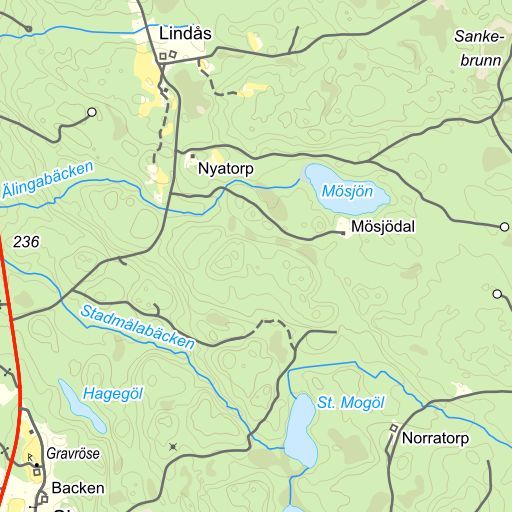 Lindås
Sanke-
brunn
Nyatorp
Älingabäcken
Mösjön
Mösjödal
236
Stadmålabäcken
Hagegöl
St. Mogöl
Norratorp
Gravröse
R
Backen